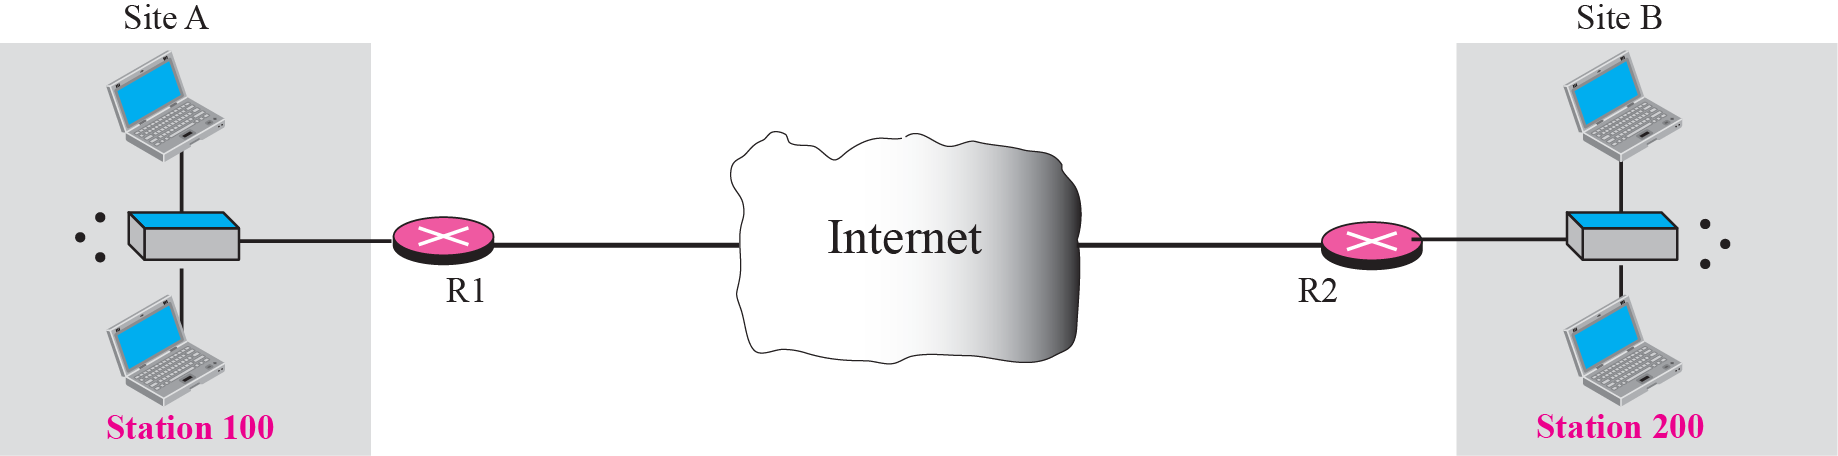 Site A
Site B
Internet
R1
R2
Station 100
Station 200